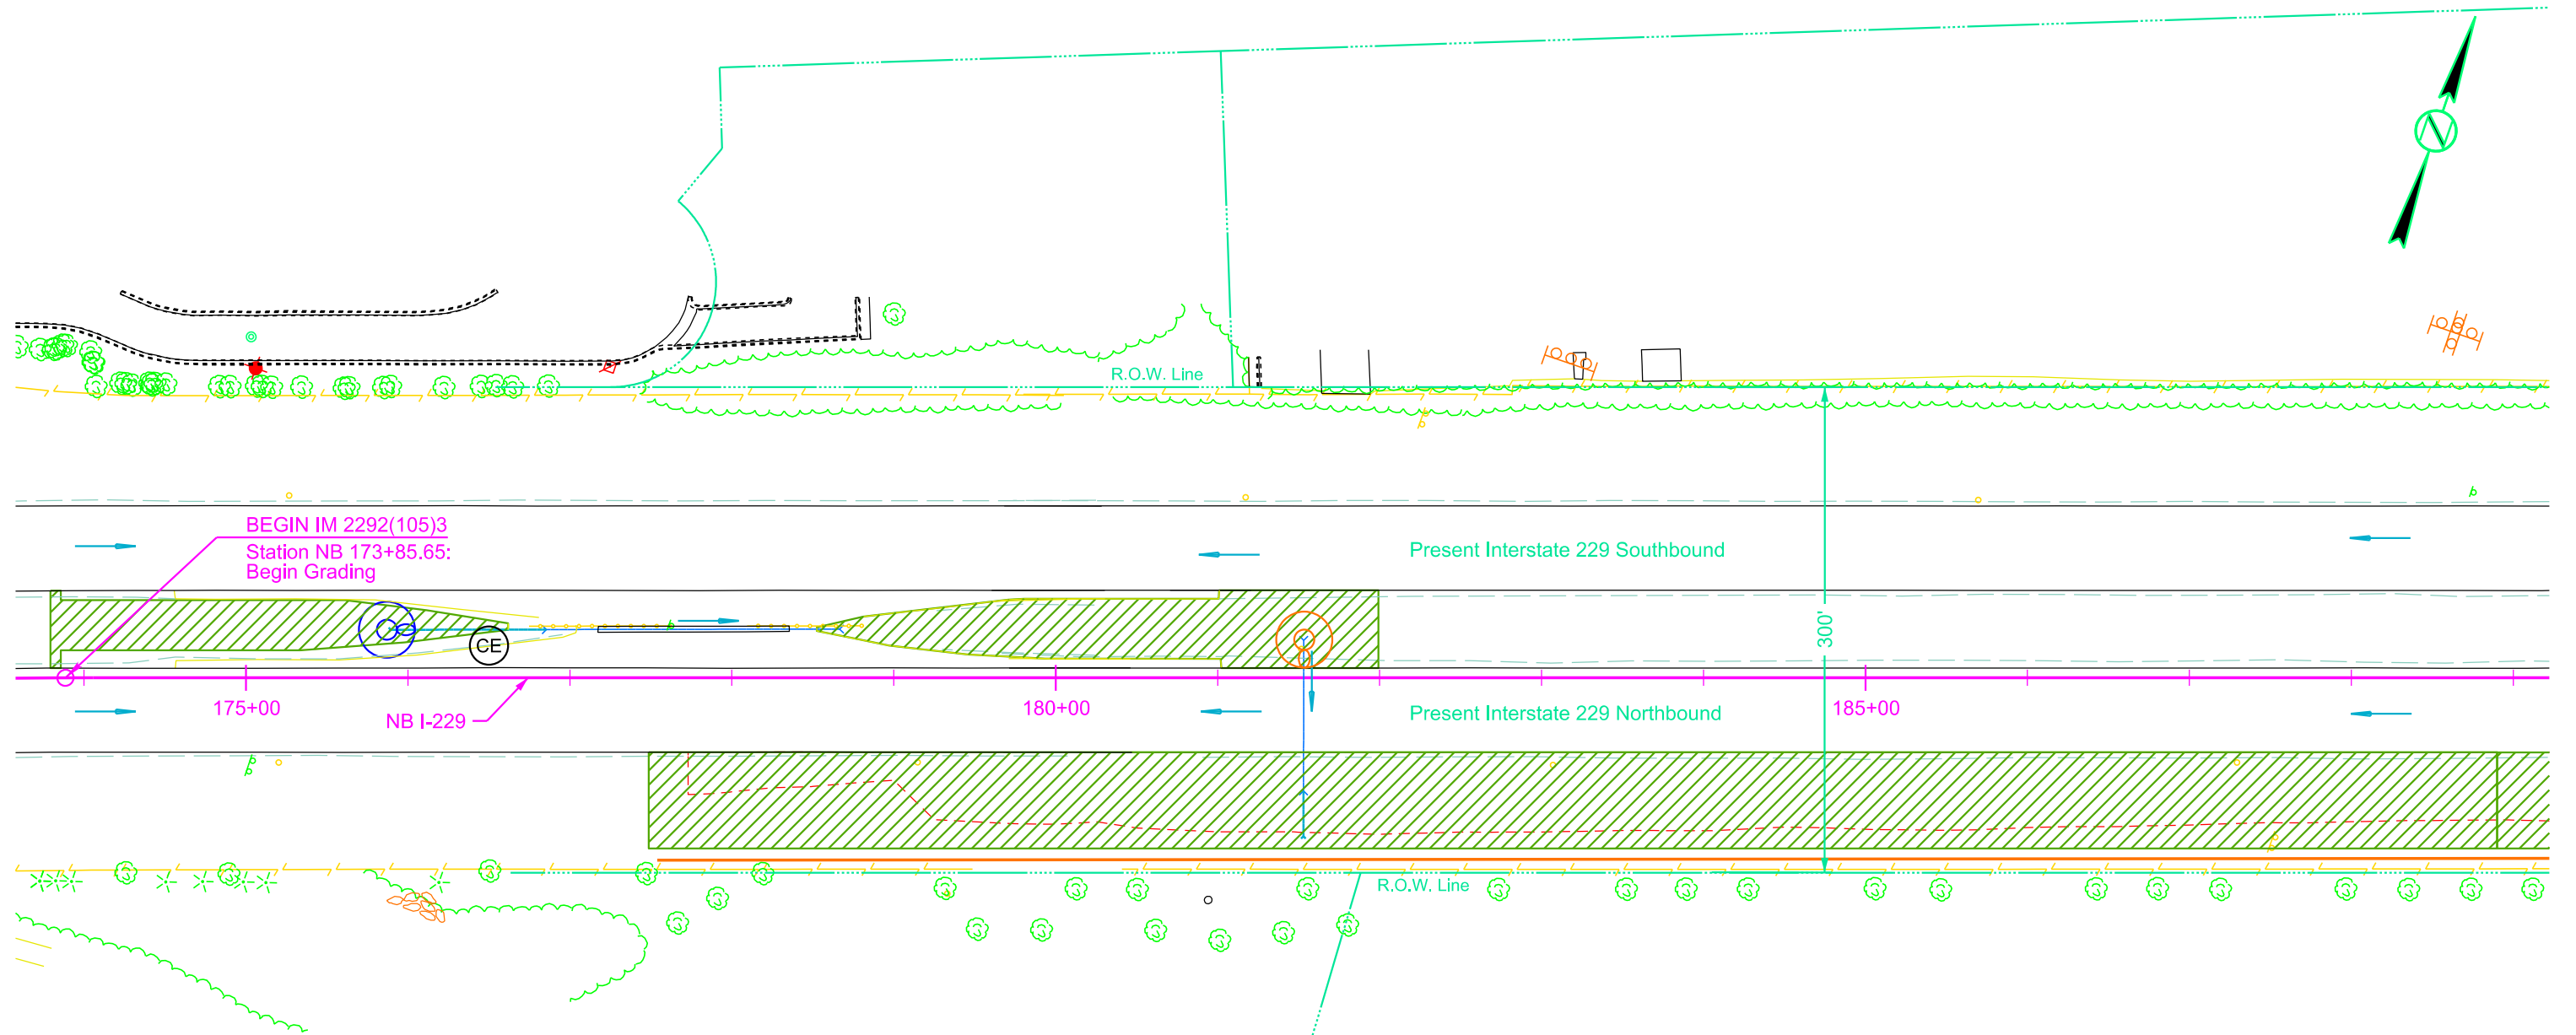 N
R.O.W. Line
BEGIN IM 2292(105)3
Station NB 173+85.65:
Begin Grading
Present Interstate 229 Southbound
300'
CE
175+00
NB I-229
180+00
Present Interstate 229 Northbound
185+00
R.O.W. Line